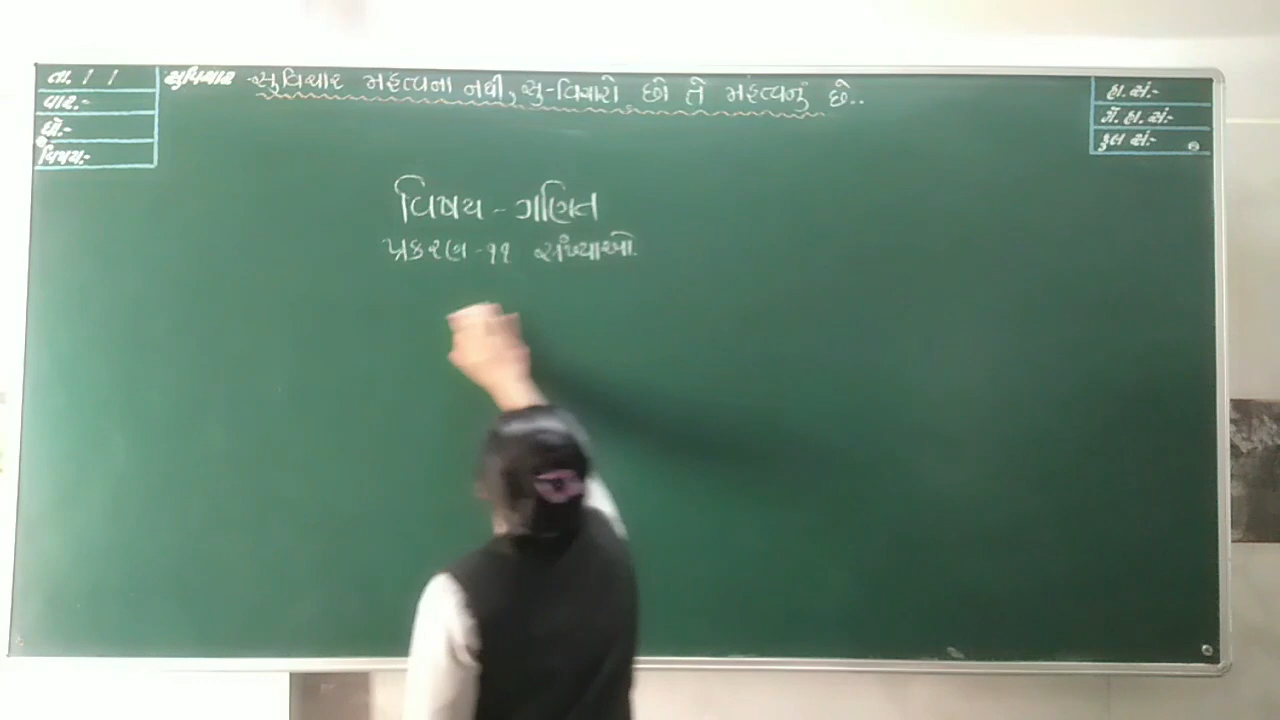 તા. / /
વાર.-
ઘો.-
વિષય.-
સુવિચાર - સુવિચાર મહત્વના નથી, સુ-વિચારો છો તે મહત્વનું છે..
હા. સં.-
ગે. હા. સં.-
કુલ સં.-
વિષય - ગણિત
પ્રકરણ - ૧૧ સંખ્યાઓ.